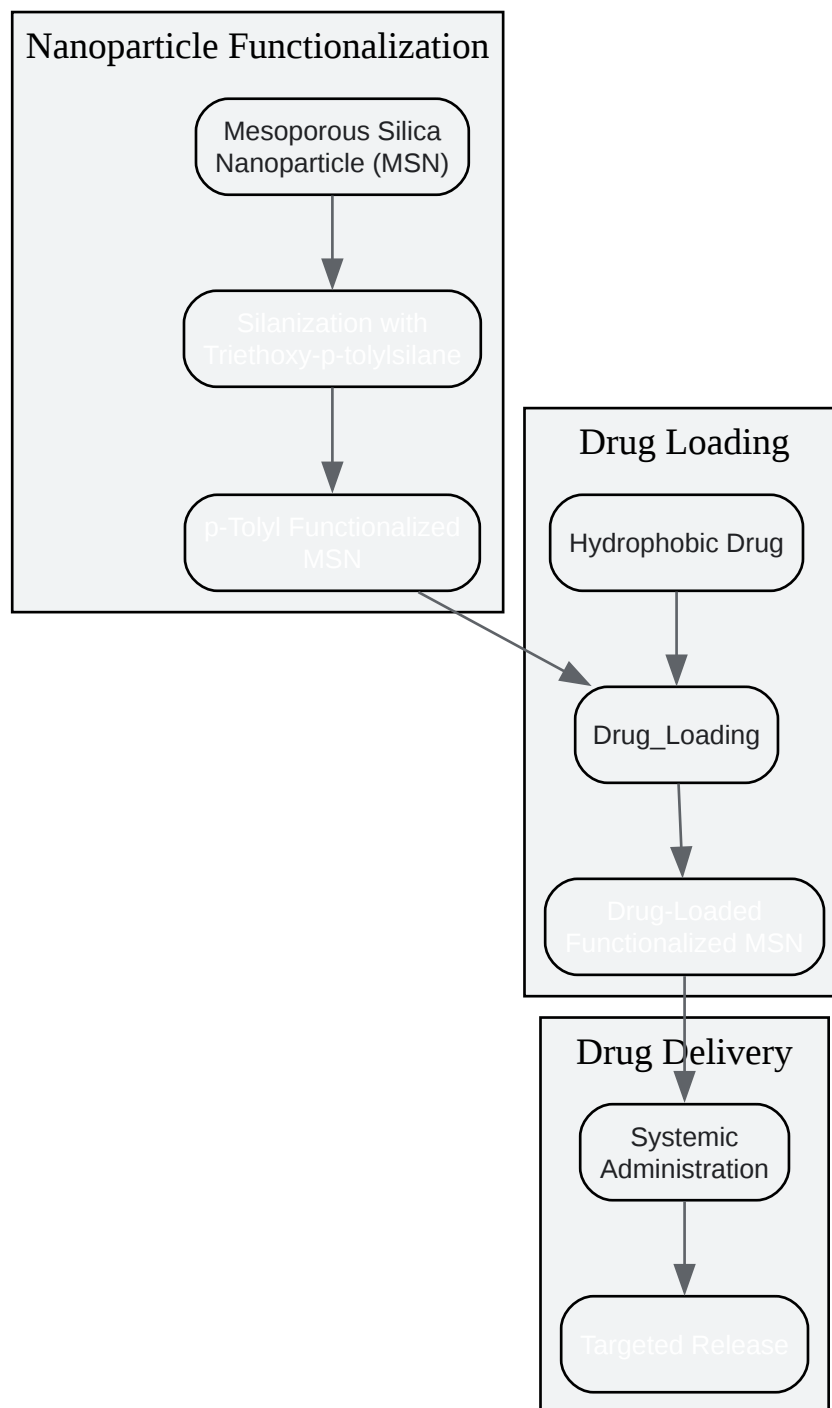 Nanoparticle Functionalization
Mesoporous Silica
Nanoparticle (MSN)
Silanization with
Triethoxy-p-tolylsilane
p-Tolyl Functionalized
MSN
Drug Loading
Hydrophobic Drug
Drug_Loading
Drug-Loaded
Functionalized MSN
Drug Delivery
Systemic
Administration
Targeted Release